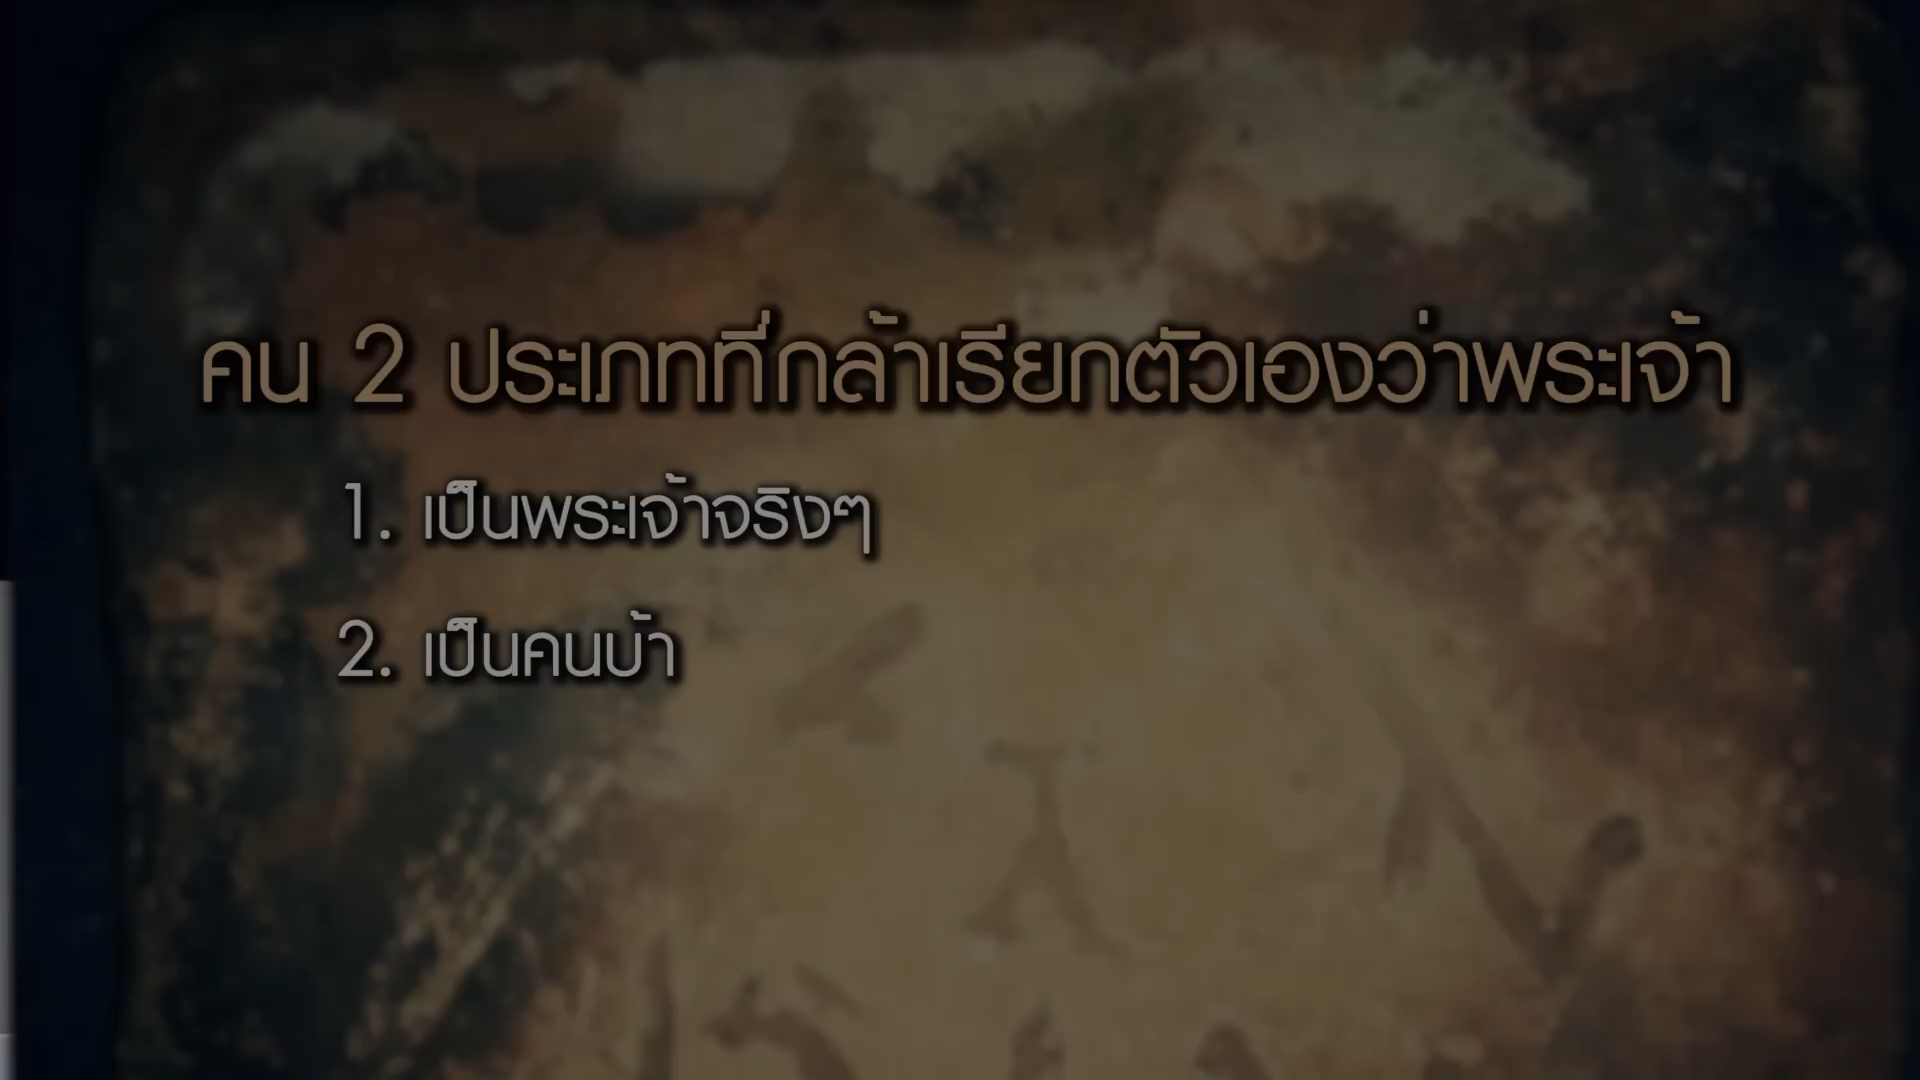 คน 2 ประเภทที่กล้าเรียกตัวเองว่าพระเจ้า
1. เป็นพระเจ้าจริงๆ
2. เป็นคนบ้า